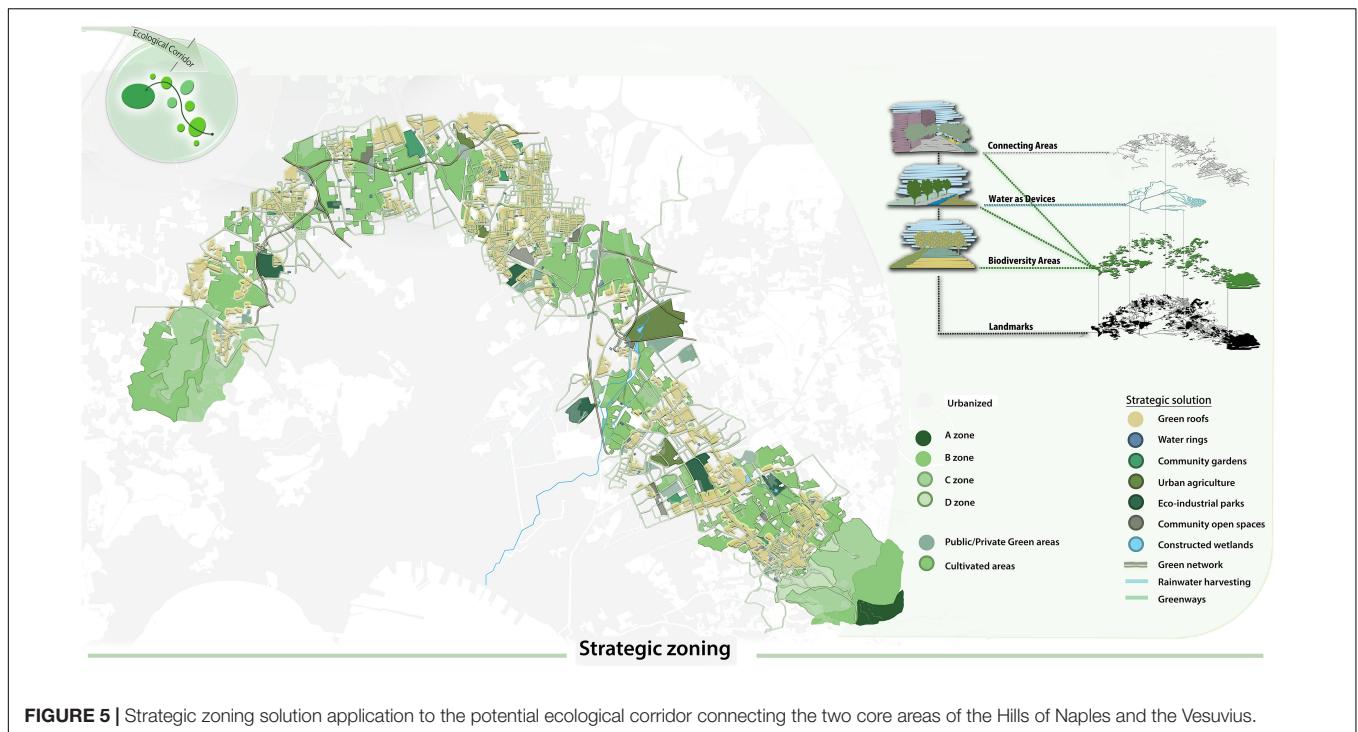 Ecological Corridor
Connecting Areas
Water as Devices
Biodiversity Areas
Landmarks
Urbanized
A zone
B zone
C zone
D zone
Public/Private Green areas
Cultivated areas
Strategic solution
Green roofs
Water rings
Community gardens
Urban agriculture
Eco-industrial parks
Community open spaces
Constructed wetlands
Green network
Rainwater harvesting
Greenways
Strategic zoning
FIGURE 5 | Strategic zoning solution application to the potential ecological corridor connecting the two core areas of the Hills of Naples and the Vesuvius.